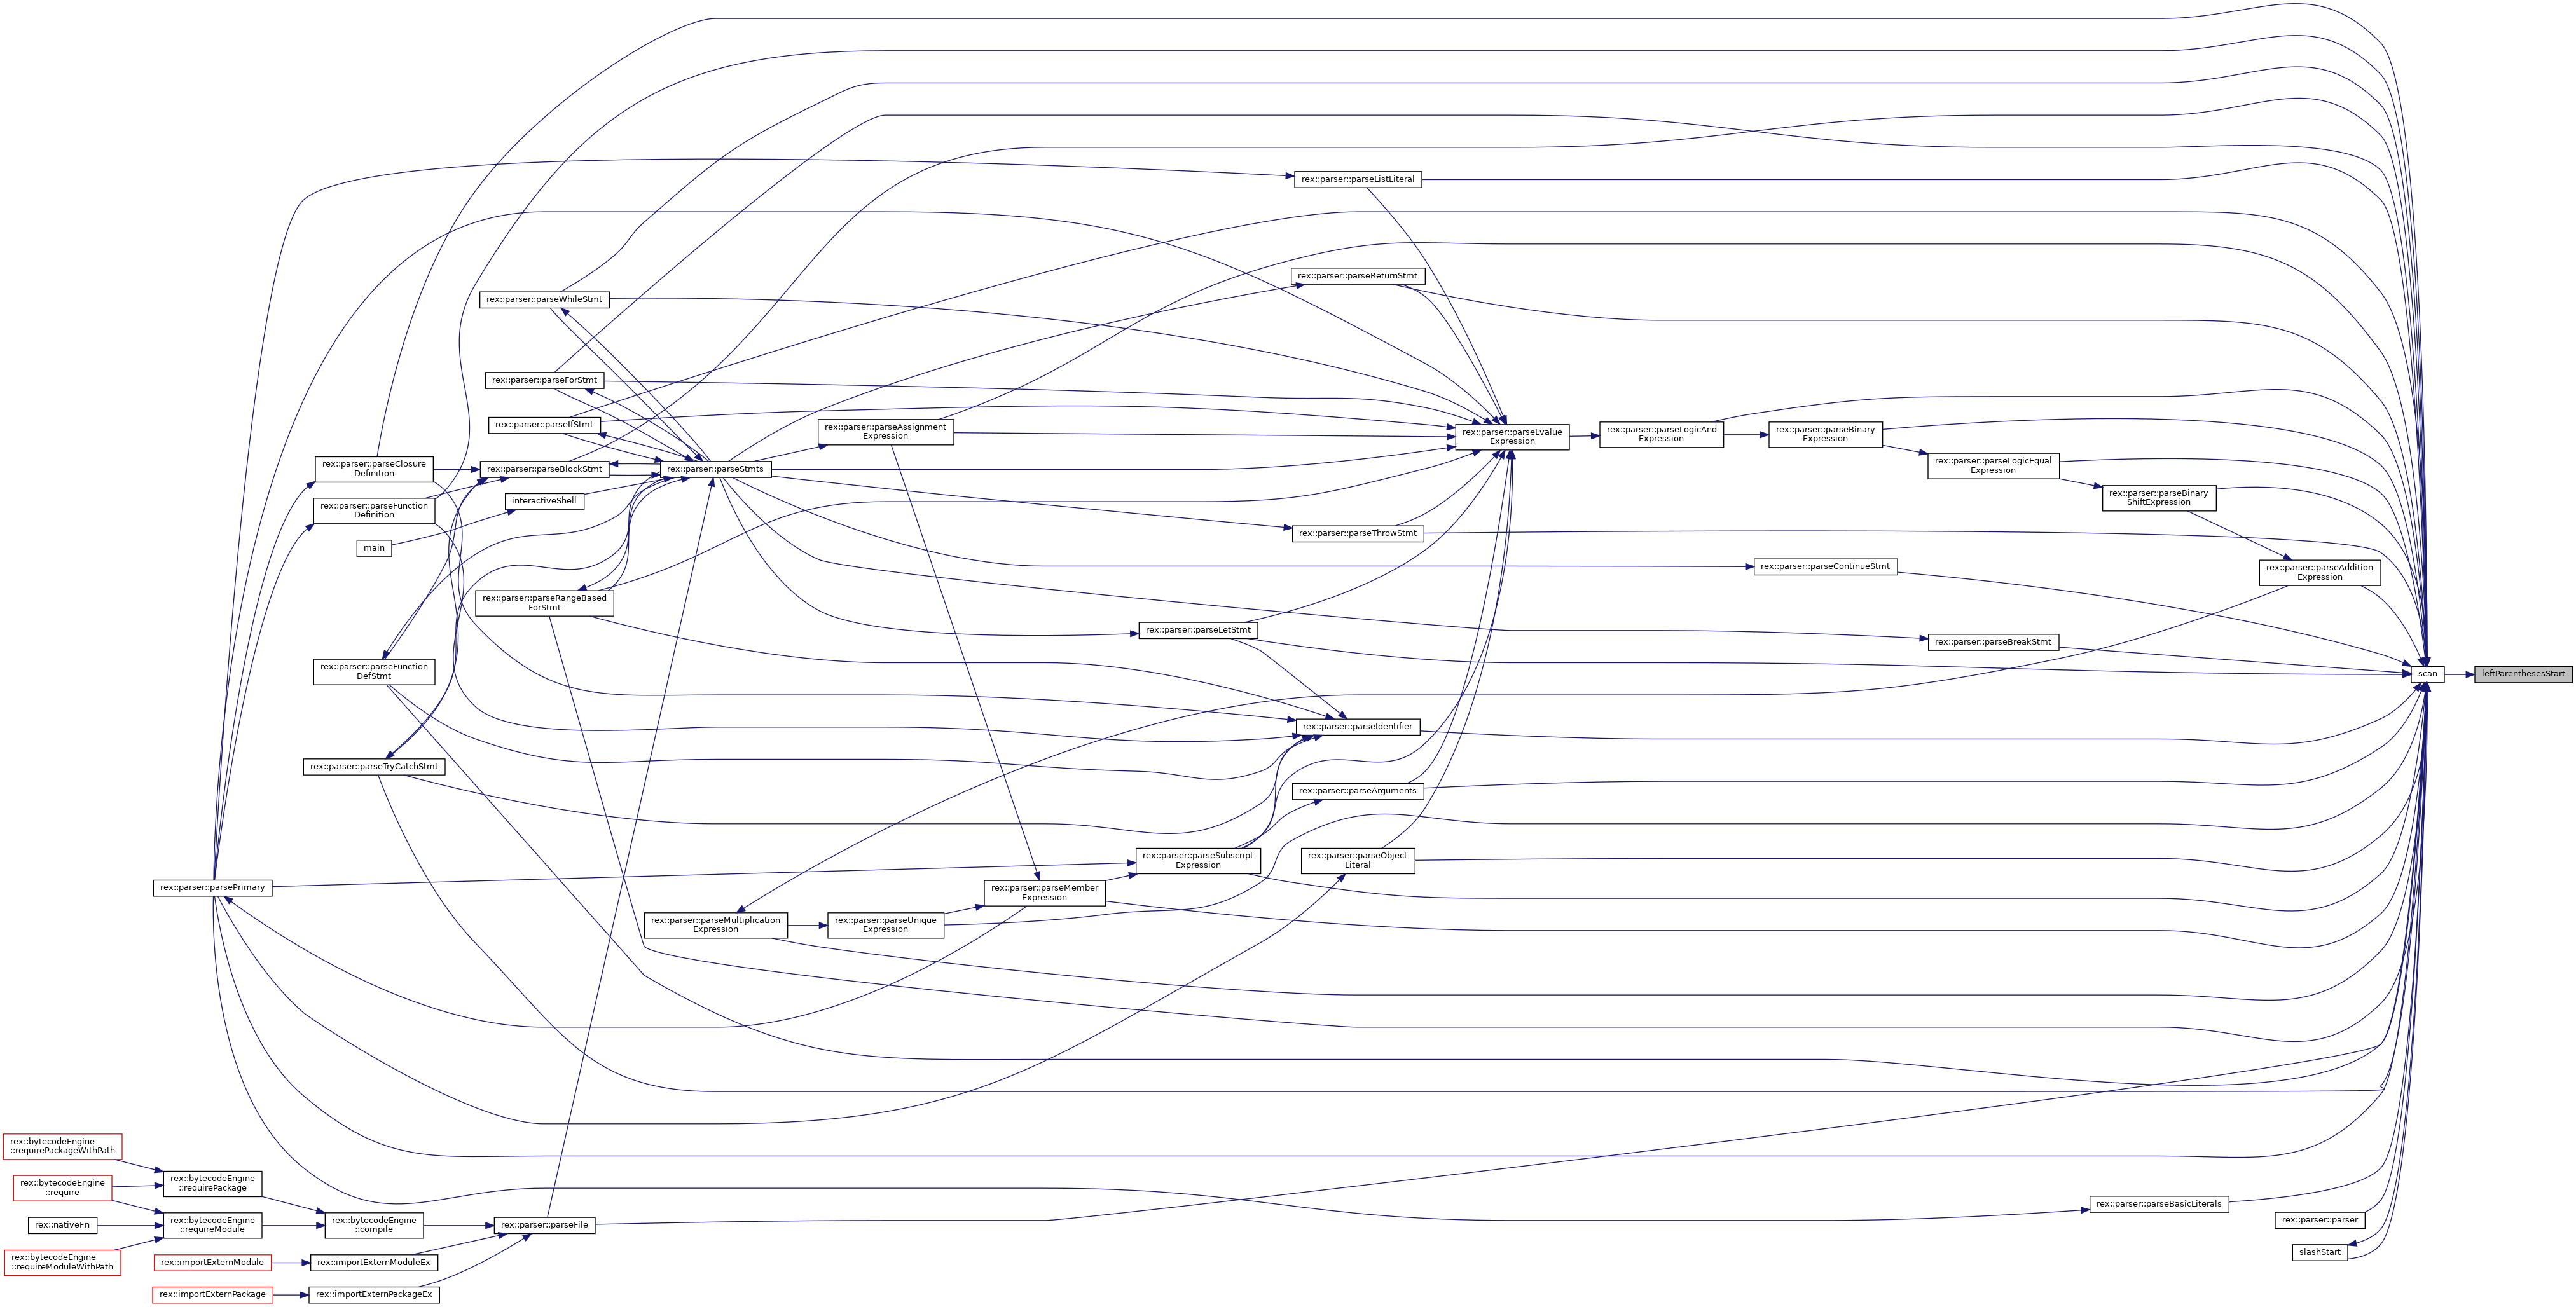 rex::parser::parseListLiteral
rex::parser::parseReturnStmt
rex::parser::parseWhileStmt
rex::parser::parseForStmt
rex::parser::parseIfStmt
rex::parser::parseAssignment
Expression
rex::parser::parseLvalue
Expression
rex::parser::parseLogicAnd
Expression
rex::parser::parseBinary
Expression
rex::parser::parseLogicEqual
Expression
rex::parser::parseBinary
ShiftExpression
rex::parser::parseClosure
Definition
rex::parser::parseBlockStmt
rex::parser::parseStmts
rex::parser::parseFunction
Definition
interactiveShell
main
rex::parser::parseThrowStmt
rex::parser::parseContinueStmt
rex::parser::parseAddition
Expression
rex::parser::parseRangeBased
ForStmt
rex::parser::parseLetStmt
rex::parser::parseBreakStmt
rex::parser::parseFunction
DefStmt
scan
leftParenthesesStart
rex::parser::parseIdentifier
rex::parser::parseTryCatchStmt
rex::parser::parseArguments
rex::parser::parseSubscript
Expression
rex::parser::parseObject
Literal
rex::parser::parsePrimary
rex::parser::parseMember
Expression
rex::parser::parseMultiplication
Expression
rex::parser::parseUnique
Expression
rex::bytecodeEngine
::requirePackageWithPath
rex::bytecodeEngine
::require
rex::bytecodeEngine
::requirePackage
rex::parser::parseBasicLiterals
rex::nativeFn
rex::bytecodeEngine
::requireModule
rex::bytecodeEngine
::compile
rex::parser::parseFile
rex::parser::parser
rex::bytecodeEngine
::requireModuleWithPath
rex::importExternModule
rex::importExternModuleEx
slashStart
rex::importExternPackage
rex::importExternPackageEx